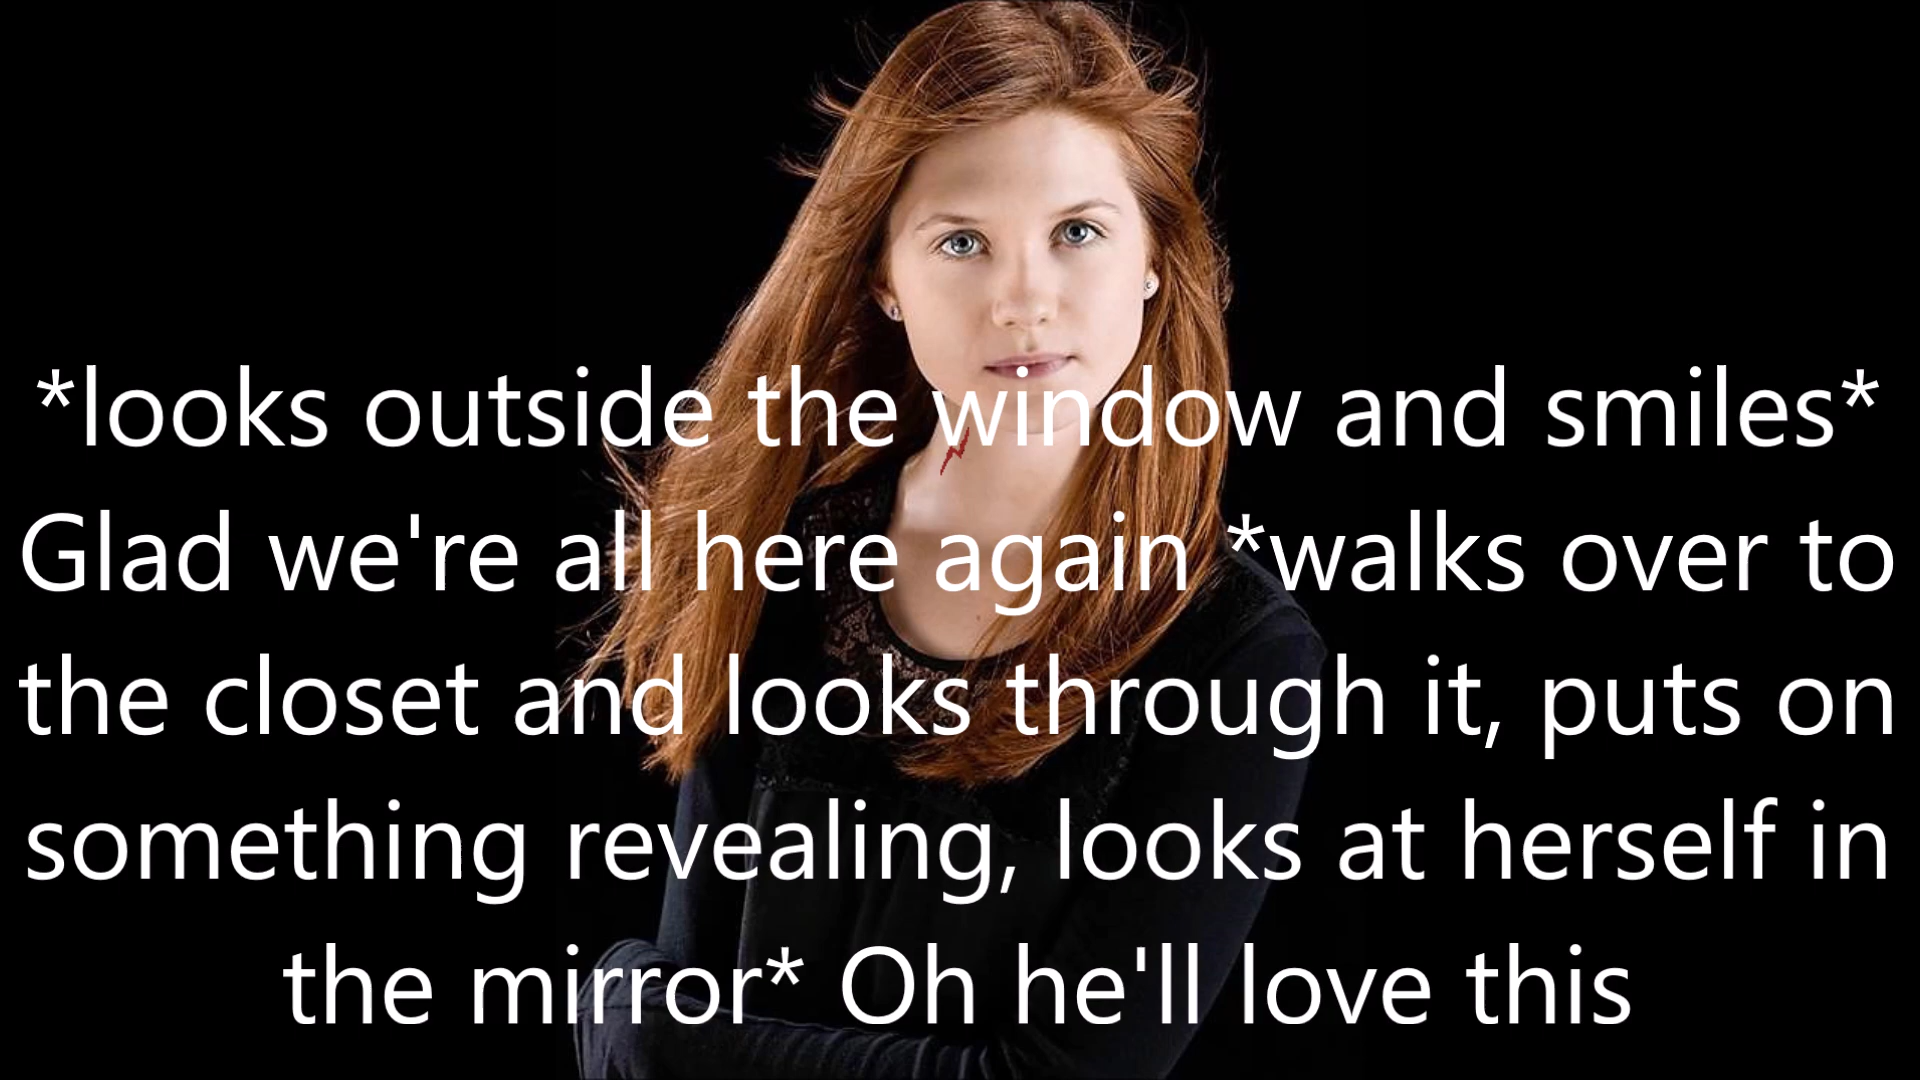 *looks outside the window and smiles*
Glad we're all here again *walks over to
the closet and looks through it, puts on
something revealing, looks at herself in
the mirror* Oh he'll love this